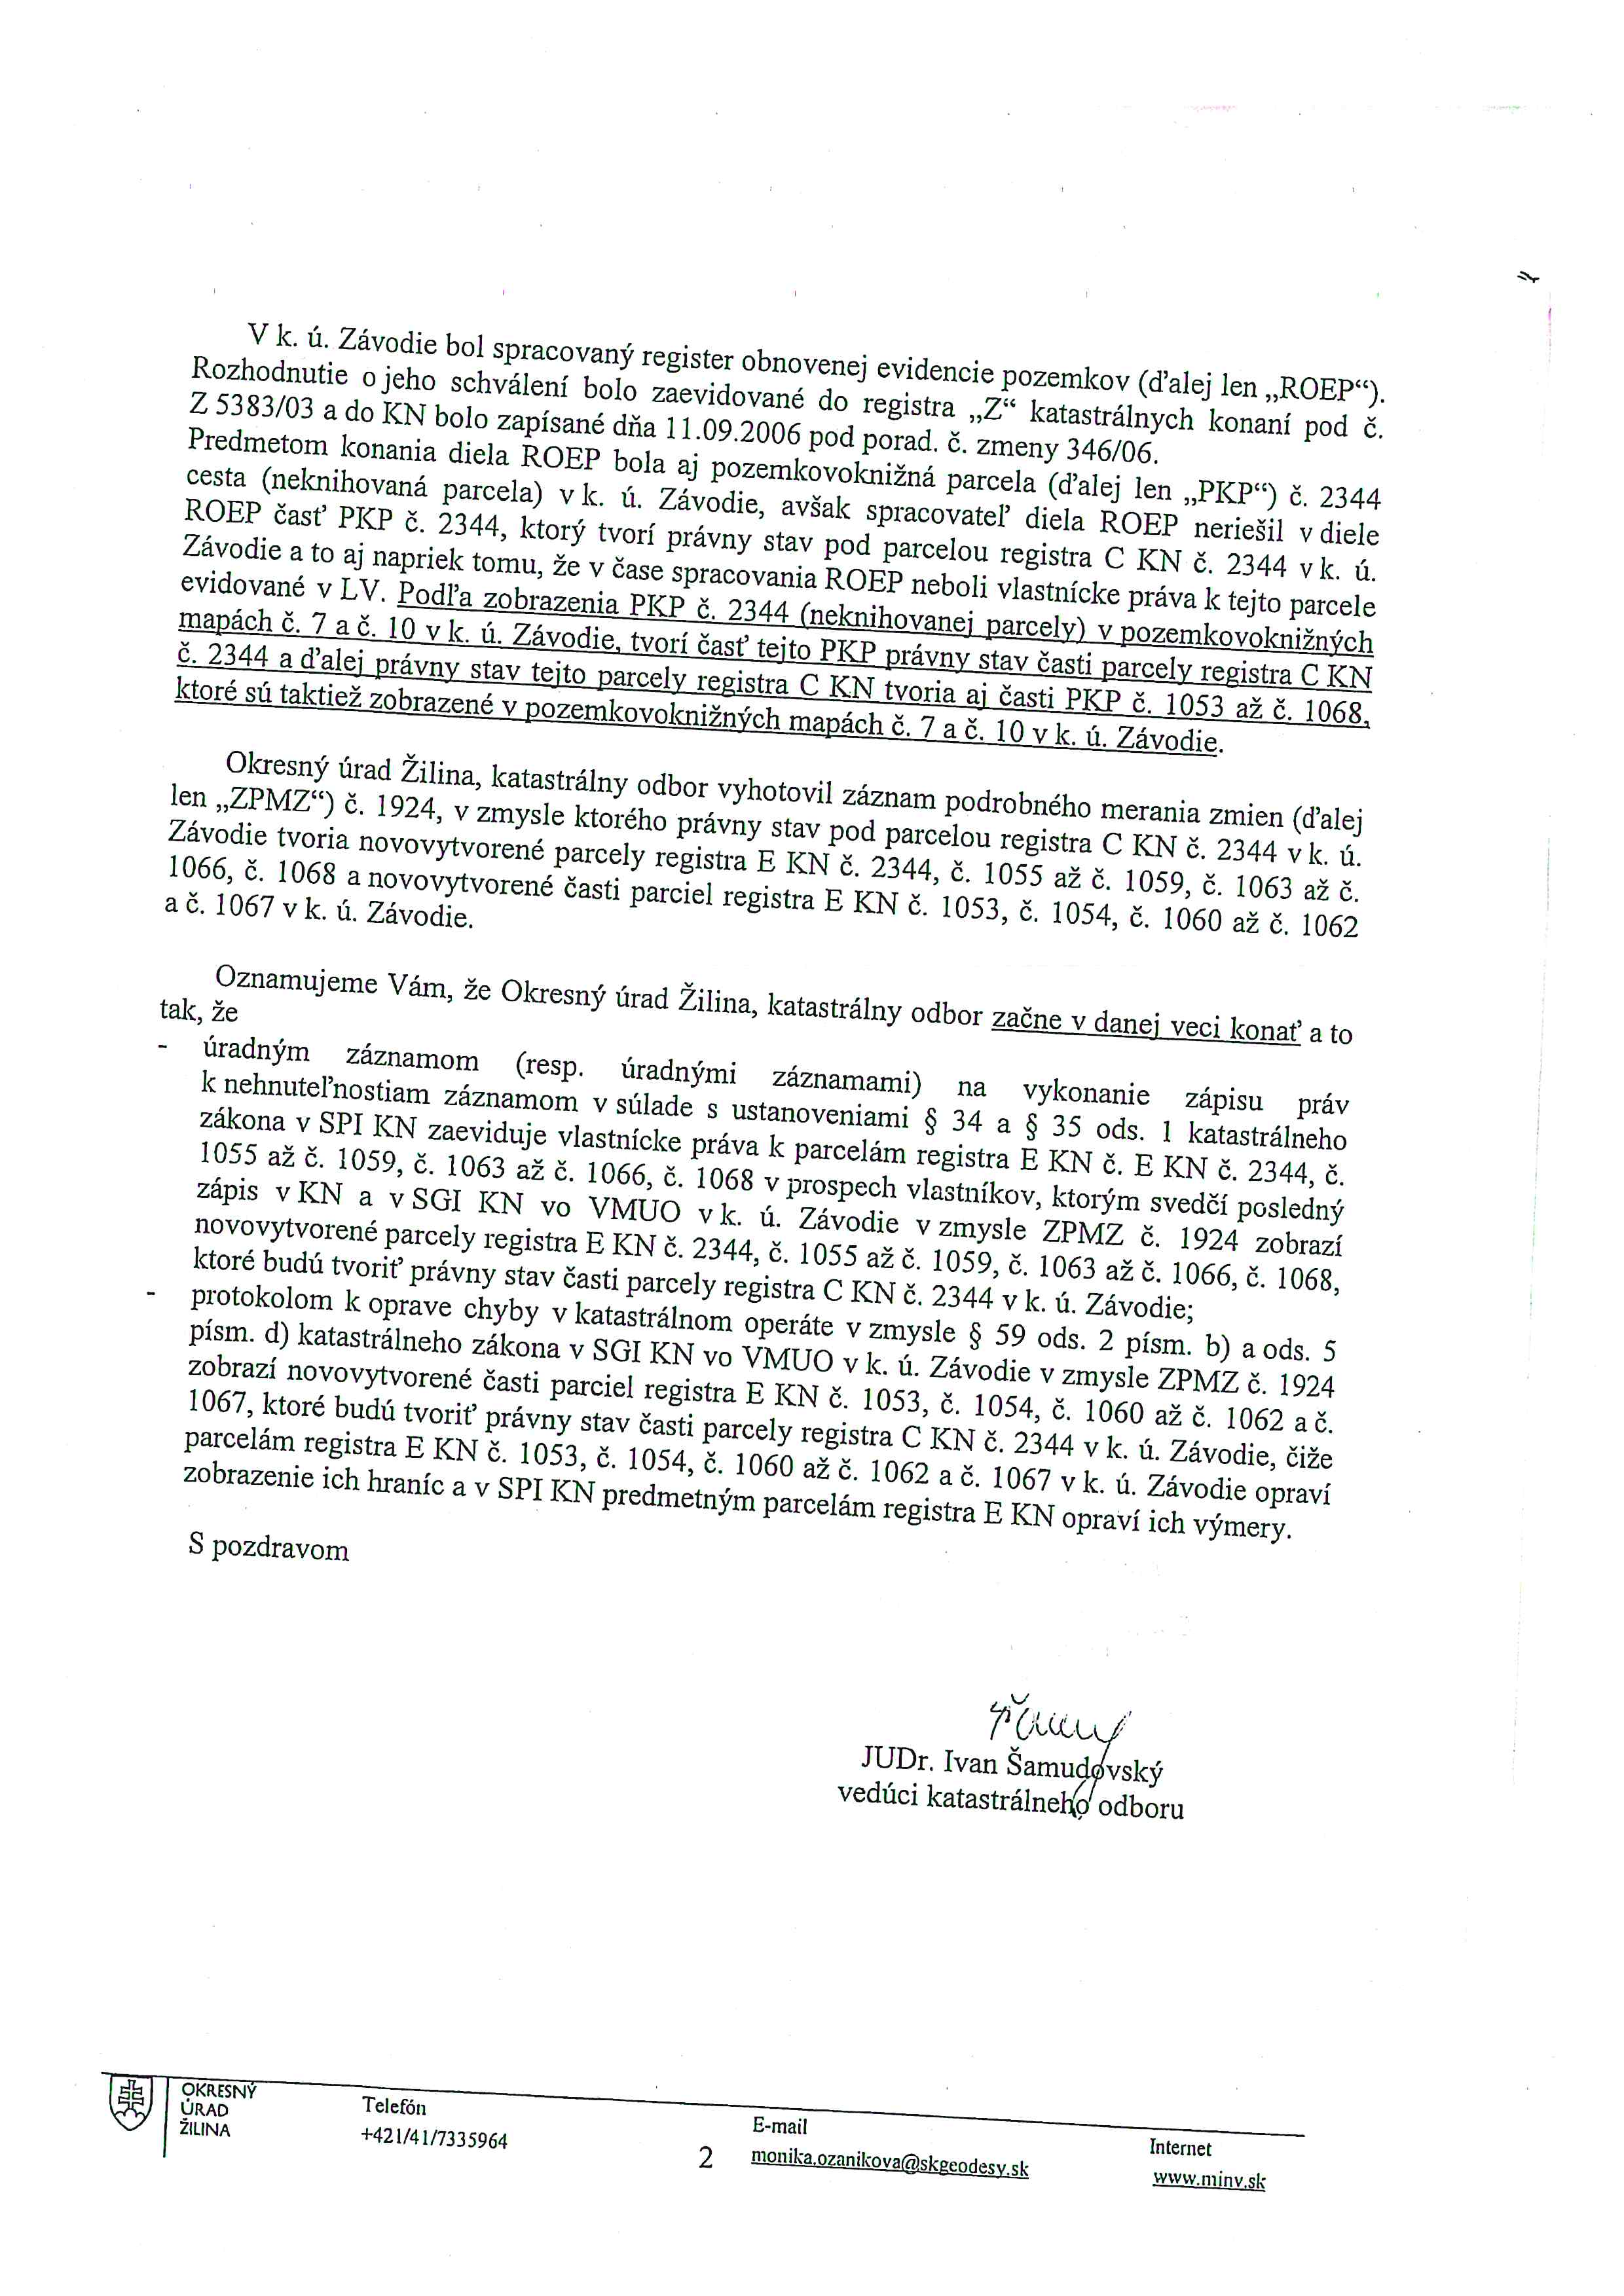 V k. ú. Závodie bol spracovaný register obnovenej evidencie pozemkov (ďalej len „ROEP“).
Rozhodnutie o jeho schválení bolo zaevidované do registra „Z“ katastrálnych konaní pod č.
Z 5383/03 a do KN bolo zapísané dňa 11.09.2006 pod porad. č. zmeny 346/06.
Predmetom konania diela ROEP bola aj pozemkovoknižná parcela (ďalej len „PKP“) č. 2344
cesta (neknihovaná parcela) v k. ú. Závodie, avšak spracovateľ diela ROEP neriešil v diele
ROEP časť PKP č. 2344, ktorý tvorí právny stav pod parcelou registra C KN č. 2344 v k. ú.
Závodie a to aj napriek tomu, že v čase spracovania ROEP neboli vlastnícke práva k tejto parcele
evidované v LV. Podľa zobrazenia PKP č. 2344 (neknihovanej parcely) v pozemkovoknižných
mapách č. 7 a č. 10 v k. ú. Závodie, tvorí časť tejto PKP právny stav časti parcely registra C KN
č. 2344 a ďalej právny stav tejto parcely registra C KN tvoria aj časti PKP č. 1053 až č. 1068,
ktoré sú taktiež zobrazené v pozemkovoknižných mapách č. 7 a č. 10 v k. ú. Závodie.
Okresný úrad Žilina, katastrálny odbor vyhotovil záznam podrobného merania zmien (ďalej
len „ZPMZ“) č. 1924, v zmysle ktorého právny stav pod parcelou registra C KN č. 2344 v k. ú.
Závodie tvoria novovytvorené parcely registra E KN č. 2344, č. 1055 až č. 1059, č. 1063 až č.
1066, č. 1068 a novovytvorené časti parciel registra E KN č. 1053, č. 1054, č. 1060 až č. 1062
a č. 1067 v k. ú. Závodie.
Oznamujeme Vám, že Okresný úrad Žilina, katastrálny odbor začne v danej veci konať a to
tak, že
- úradným záznamom (resp. úradnými záznamami) na vykonanie zápisu práv
k nehnuteľnostiam záznamom v súlade s ustanoveniami § 34 a § 35 ods. 1 katastrálneho
zákona v SPI KN zaeviduje vlastnícke práva k parcelám registra E KN č. E KN č. 2344, č.
1055 až č. 1059, č. 1063 až č. 1066, č. 1068 v prospech vlastníkov, ktorým svedčí posledný
zápis v KN a v SGI KN vo VMUO v k. ú. Závodie v zmysle ZPMZ č. 1924 zobrazí
novovytvorené parcely registra E KN č. 2344, č. 1055 až č. 1059, č. 1063 až č. 1066, č. 1068,
ktoré budú tvoriť právny stav časti parcely registra C KN č. 2344 v k. ú. Závodie;
- protokolom k oprave chyby v katastrálnom operáte v zmysle § 59 ods. 2 písm. b) a ods. 5
písm. d) katastrálneho zákona v SGI KN vo VMUO v k. ú. Závodie v zmysle ZPMZ č. 1924
zobrazí novovytvorené časti parciel registra E KN č. 1053, č. 1054, č. 1060 až č. 1062 a č.
1067, ktoré budú tvoriť právny stav časti parcely registra C KN č. 2344 v k. ú. Závodie, čiže
parcelám registra E KN č. 1053, č. 1054, č. 1060 až č. 1062 a č. 1067 v k. ú. Závodie opraví
zobrazenie ich hraníc a v SPI KN predmetným parcelám registra E KN opraví ich výmery.
S pozdravom
JUDr. Ivan Šamudovský
vedúci katastrálneho odboru
OKRESNÝ
ÚRAD
ŽILINA
Telefón
+421/41/7335964
2
E-mail
monika.ozanikova@skgeodesy.sk
Internet
www.minv.sk